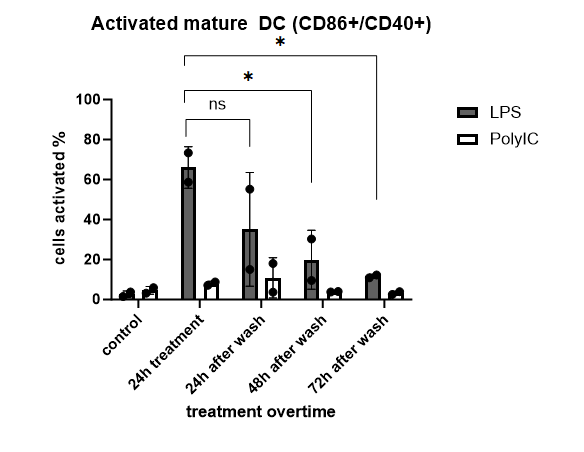 Activated mature  DC (CD86+/CD40+)
*
*
ns
100
80
60
40
20
0
cells activated %
control
24h treatment
24h after wash
48h after wash
72h after wash
treatment overtime
LPS
PolyIC